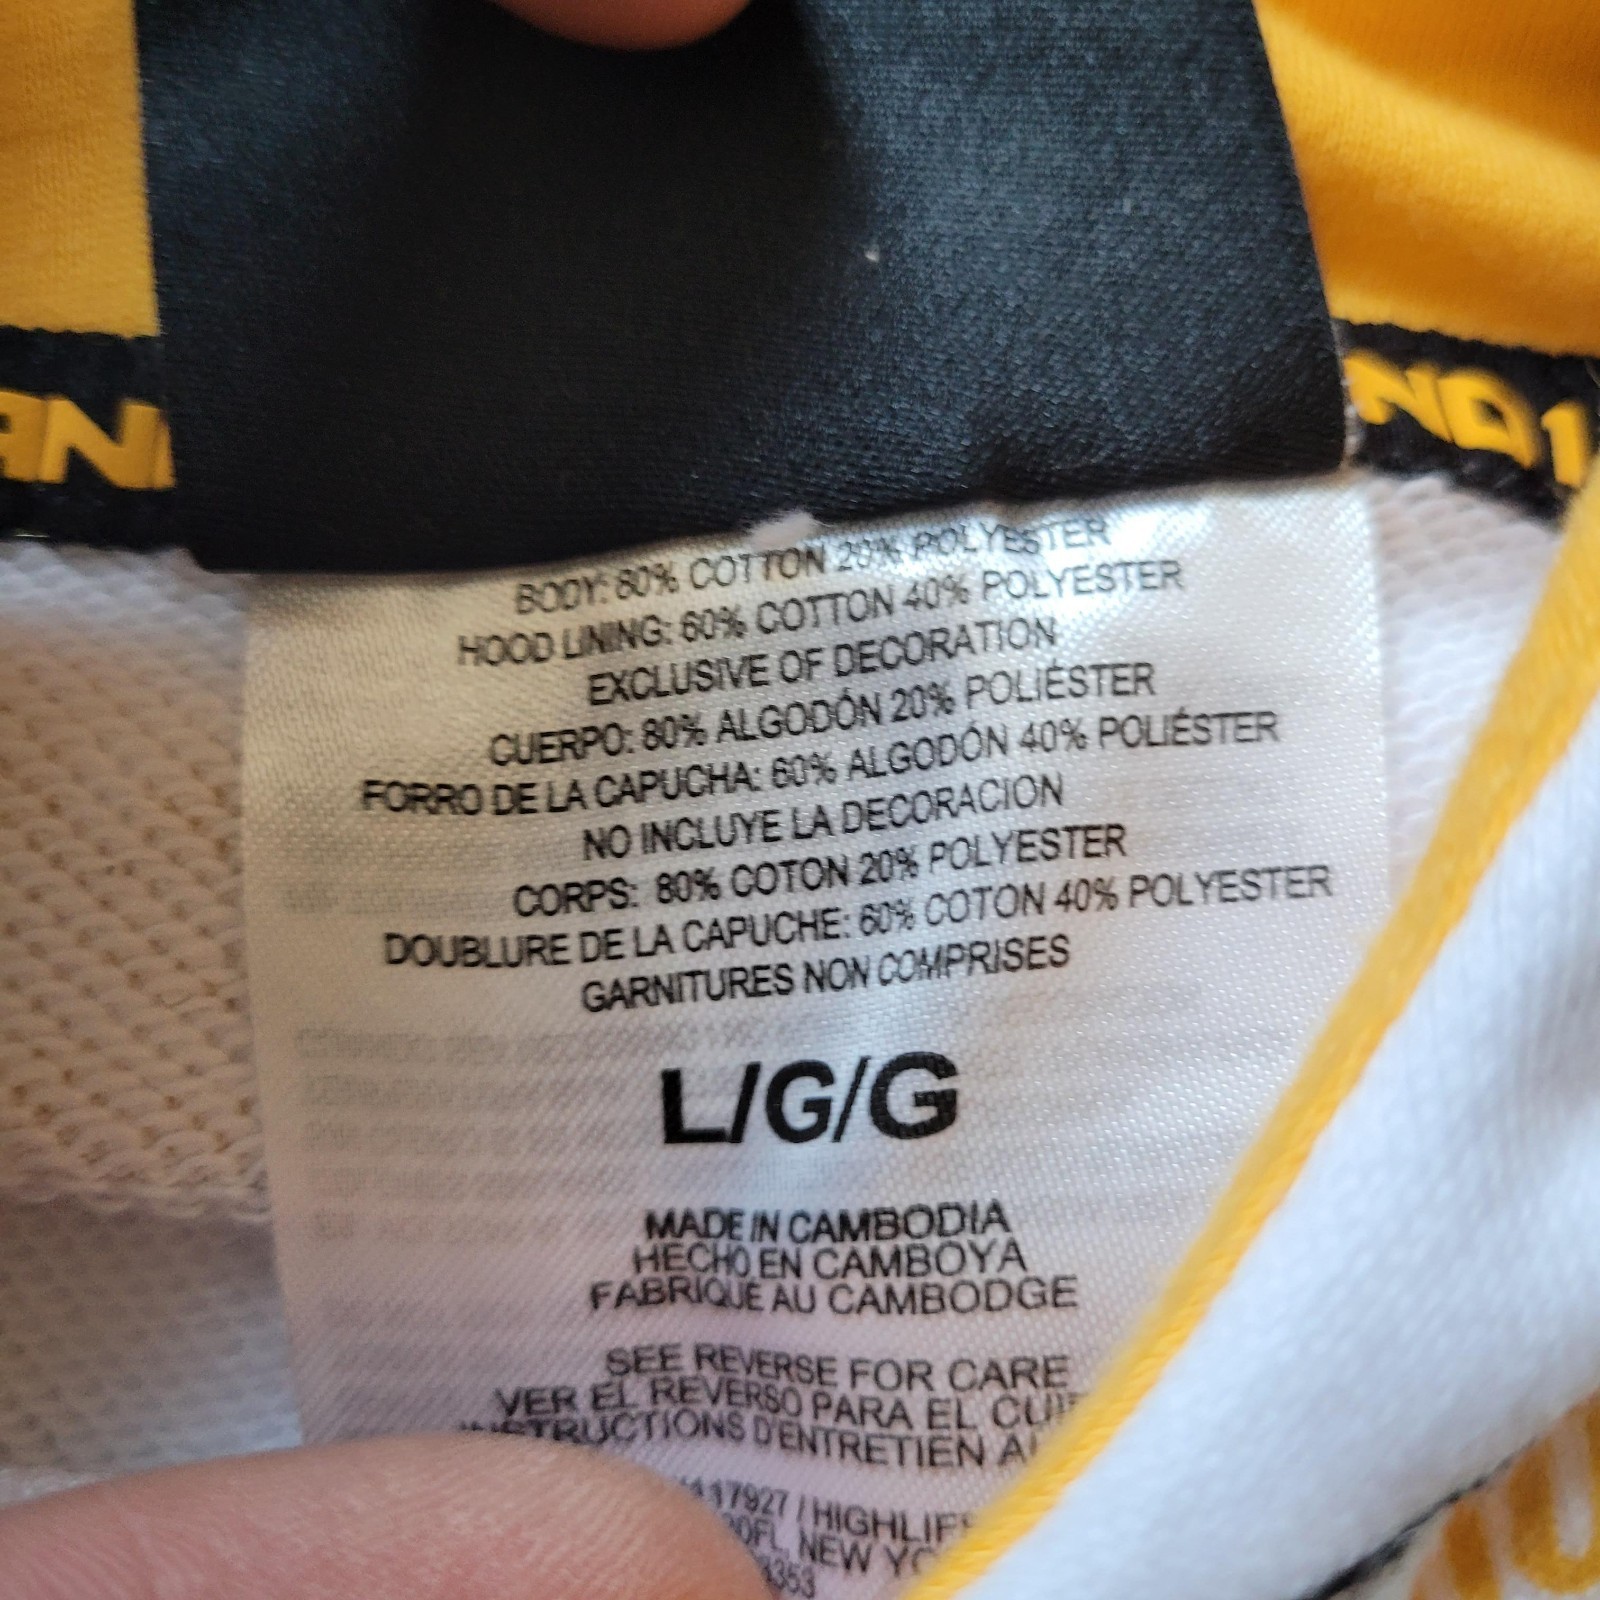 AND1
BODY: 80% COTTON 20% POLYESTER
HOOD LINING: 60% COTTON 40% POLYESTER
EXCLUSIVE OF DECORATION
CUERPO: 80% ALGODÓN 20% POLIÉSTER
FORRO DE LA CAPUCHA: 60% ALGODÓN 40% POLIÉSTER
NO INCLUYE LA DECORACION
CORPS: 80% COTON 20% POLYESTER
DOUBLURE DE LA CAPUCHE: 60% COTON 40% POLYESTER
GARNITURES NON COMPRISES
L/G/G
MADE IN CAMBODIA
HECHO EN CAMBOYA
FABRIQUE AU CAMBODGE
SEE REVERSE FOR CARE
VER EL REVERSO PARA EL
D'ENTRETIEN
117927 /
NEW